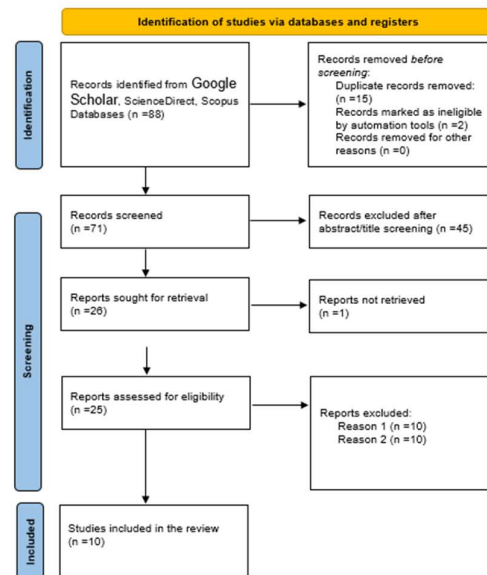 Identification of studies via databases and registers
Identification
Records identified from Google
Scholar, ScienceDirect, Scopus
Databases (n =88)
Records removed before
screening:
Duplicate records removed:
(n =15)
Records marked as ineligible
by automation tools (n =2)
Records removed for other
reasons (n =0)
Screening
Records screened
(n =71)
Records excluded after
abstract/title screening (n =45)
Reports sought for retrieval
(n =26)
Reports not retrieved
(n =1)
Reports assessed for eligibility
(n =25)
Reports excluded:
Reason 1 (n =10)
Reason 2 (n =10)
Included
Studies included in the review
(n =10)